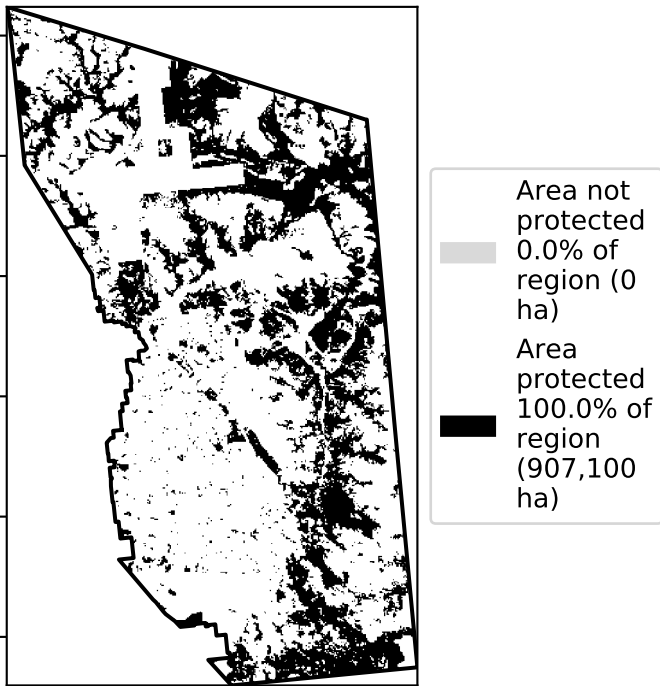 Area not
protected
0.0% of
region (0
ha)
Area
protected
100.0% of
region
(907,100
ha)